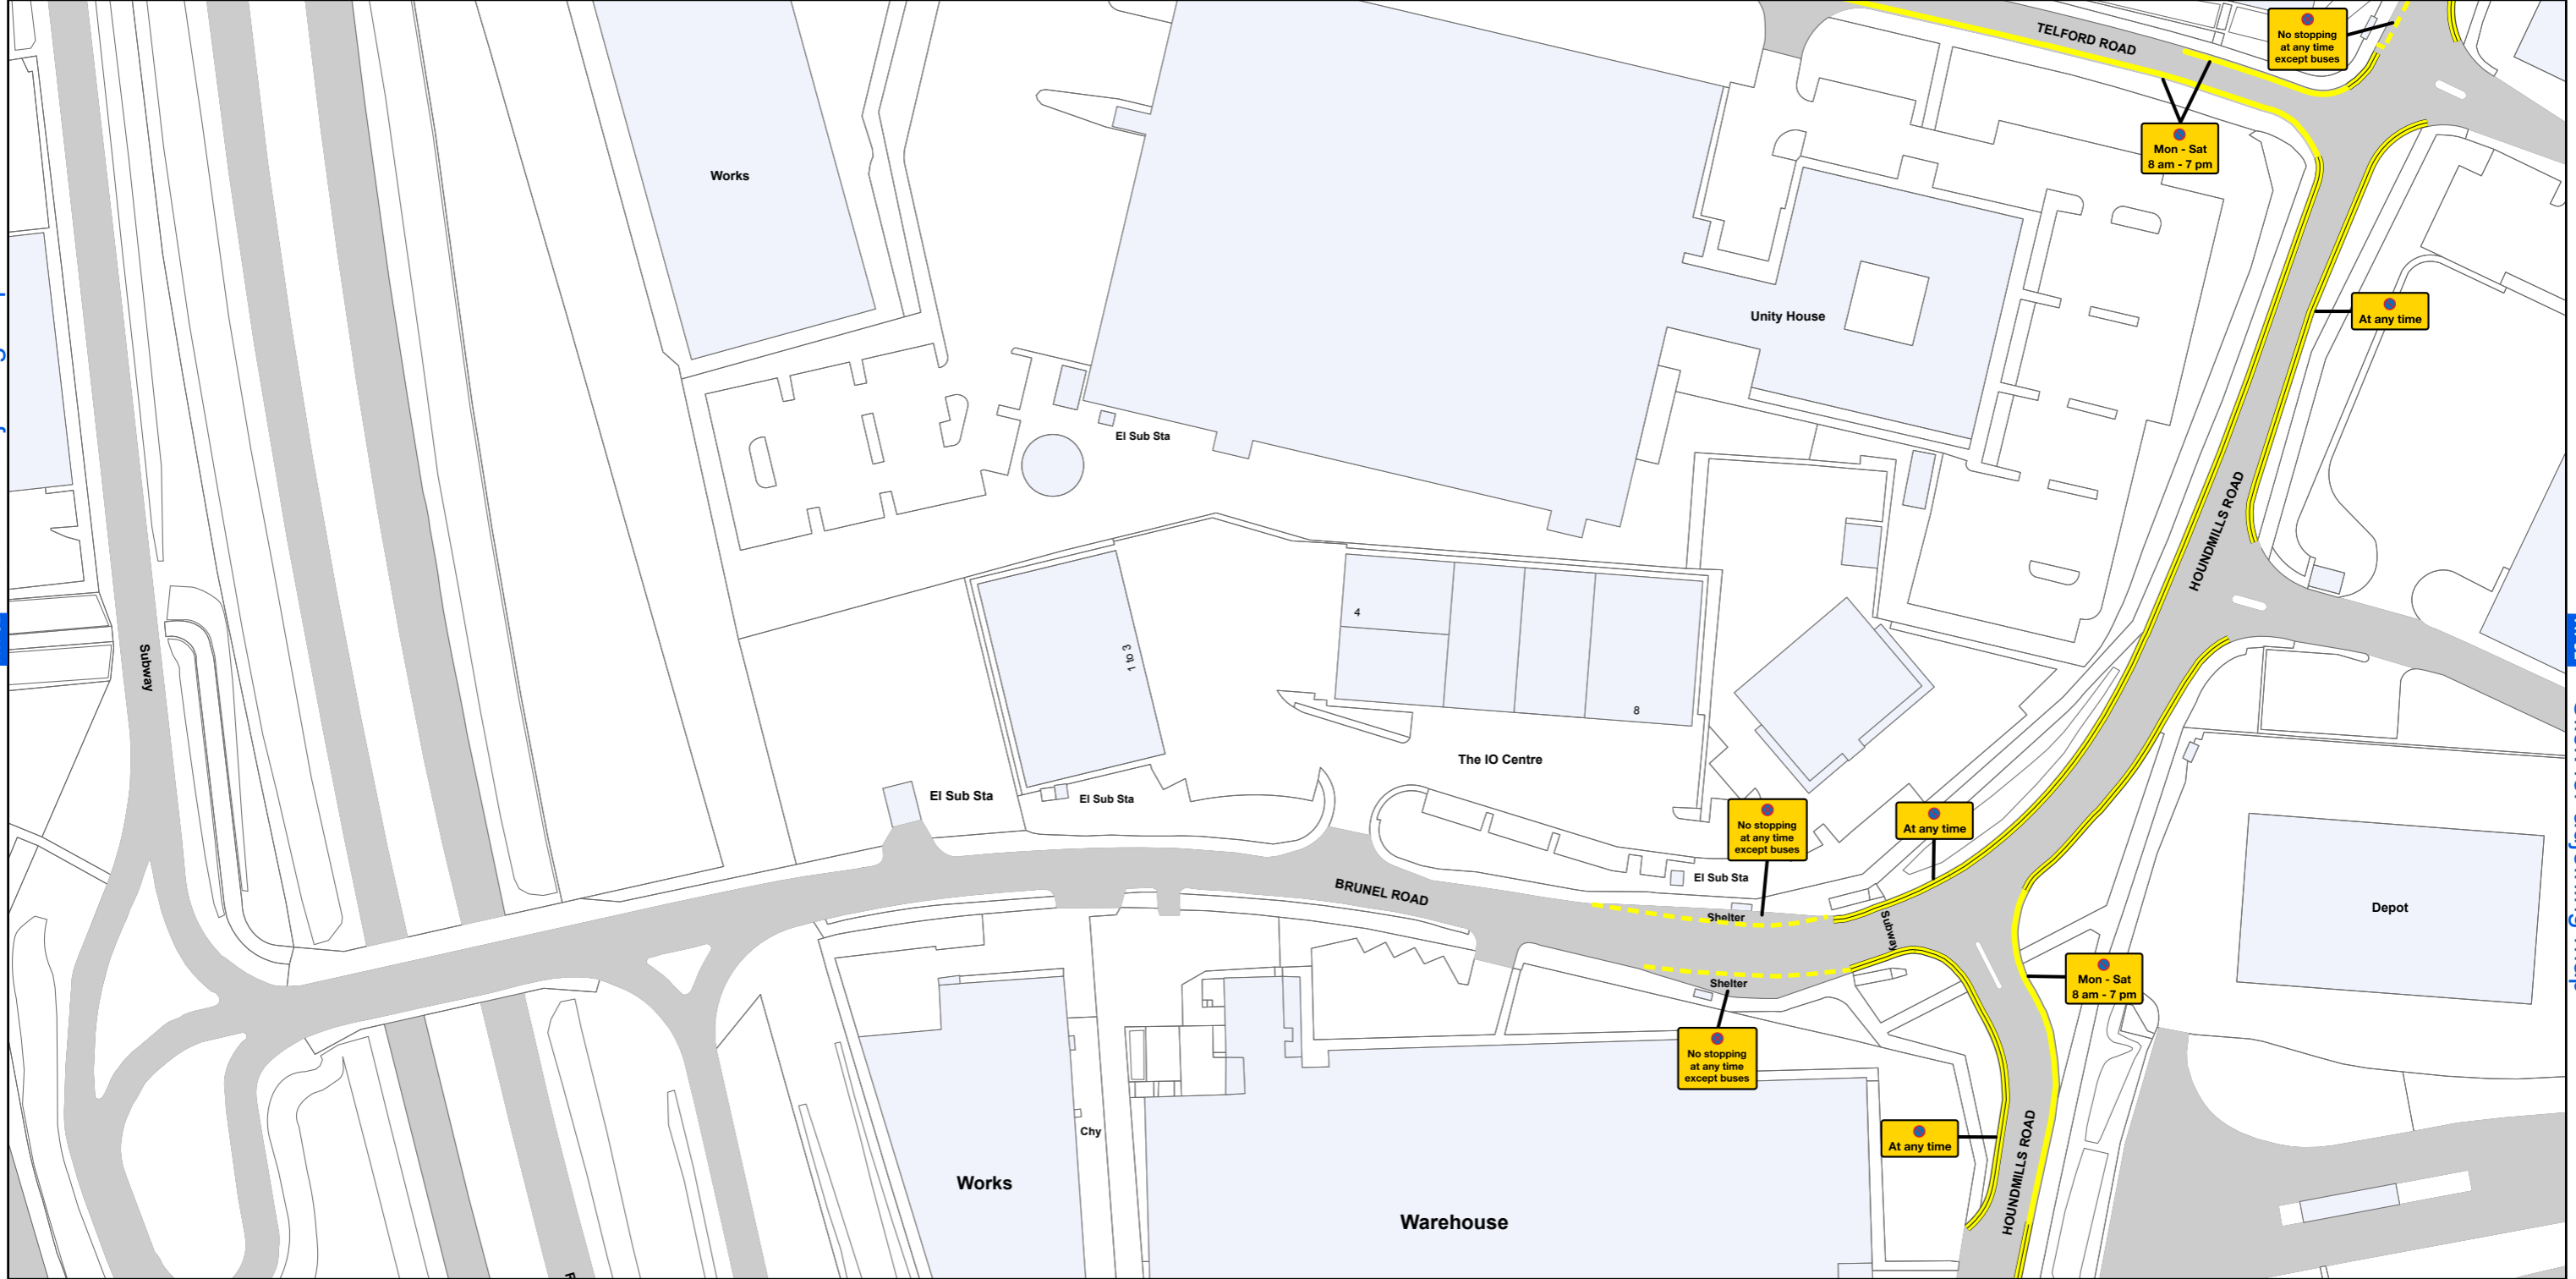 TELFORD ROAD
No stopping
at any time
except buses
Mon - Sat
8 am - 7 pm
Works
Unity House
At any time
El Sub Sta
HOUNDMILLS ROAD
4
1 to 3
Subway
8
The IO Centre
El Sub Sta
El Sub Sta
No stopping
at any time
except buses
At any time
El Sub Sta
BRUNEL ROAD
Shelter
Subway
Depot
Shelter
Mon - Sat
8 am - 7 pm
No stopping
at any time
except buses
Chy
At any time
HOUNDMILLS ROAD
Works
Warehouse